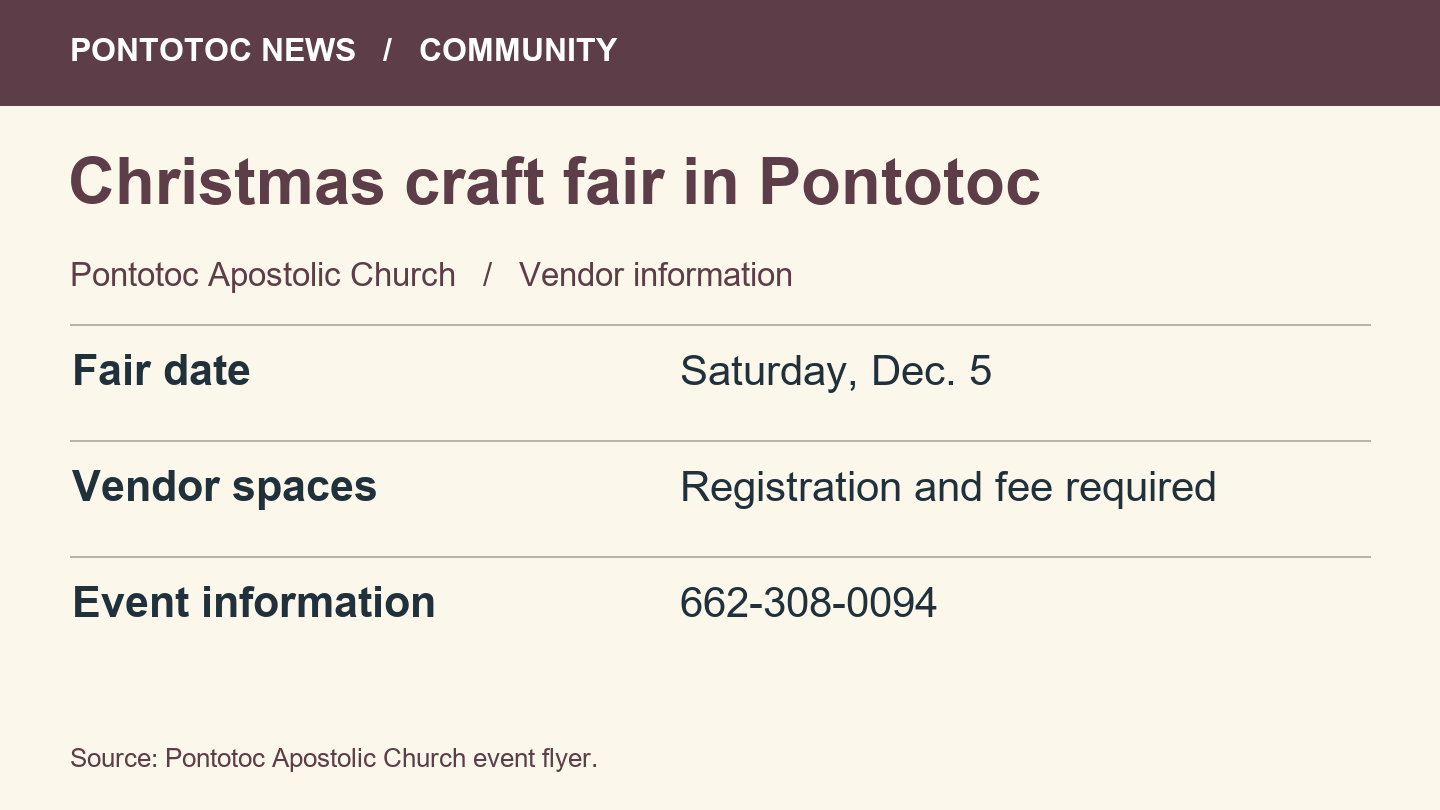 PONTOTOC NEWS / COMMUNITY
Christmas craft fair in Pontotoc
Pontotoc Apostolic Church / Vendor information
Fair date Saturday, Dec. 5
Vendor spaces Registration and fee required
Event information 662-308-0094
Source: Pontotoc Apostolic Church event flyer.